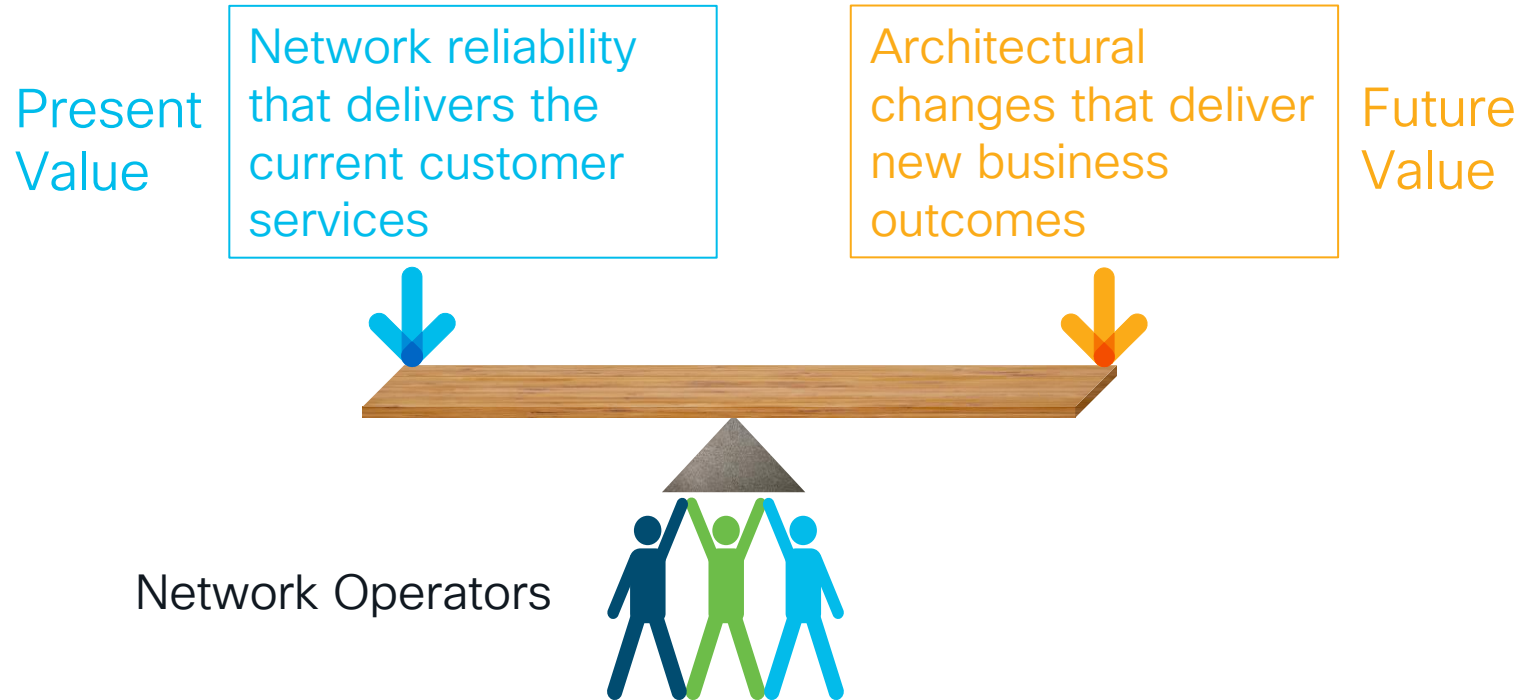 Present
Value
Network reliability
that delivers the
current customer
services
Architectural
changes that deliver
new business
outcomes
Future
Value
Network Operators